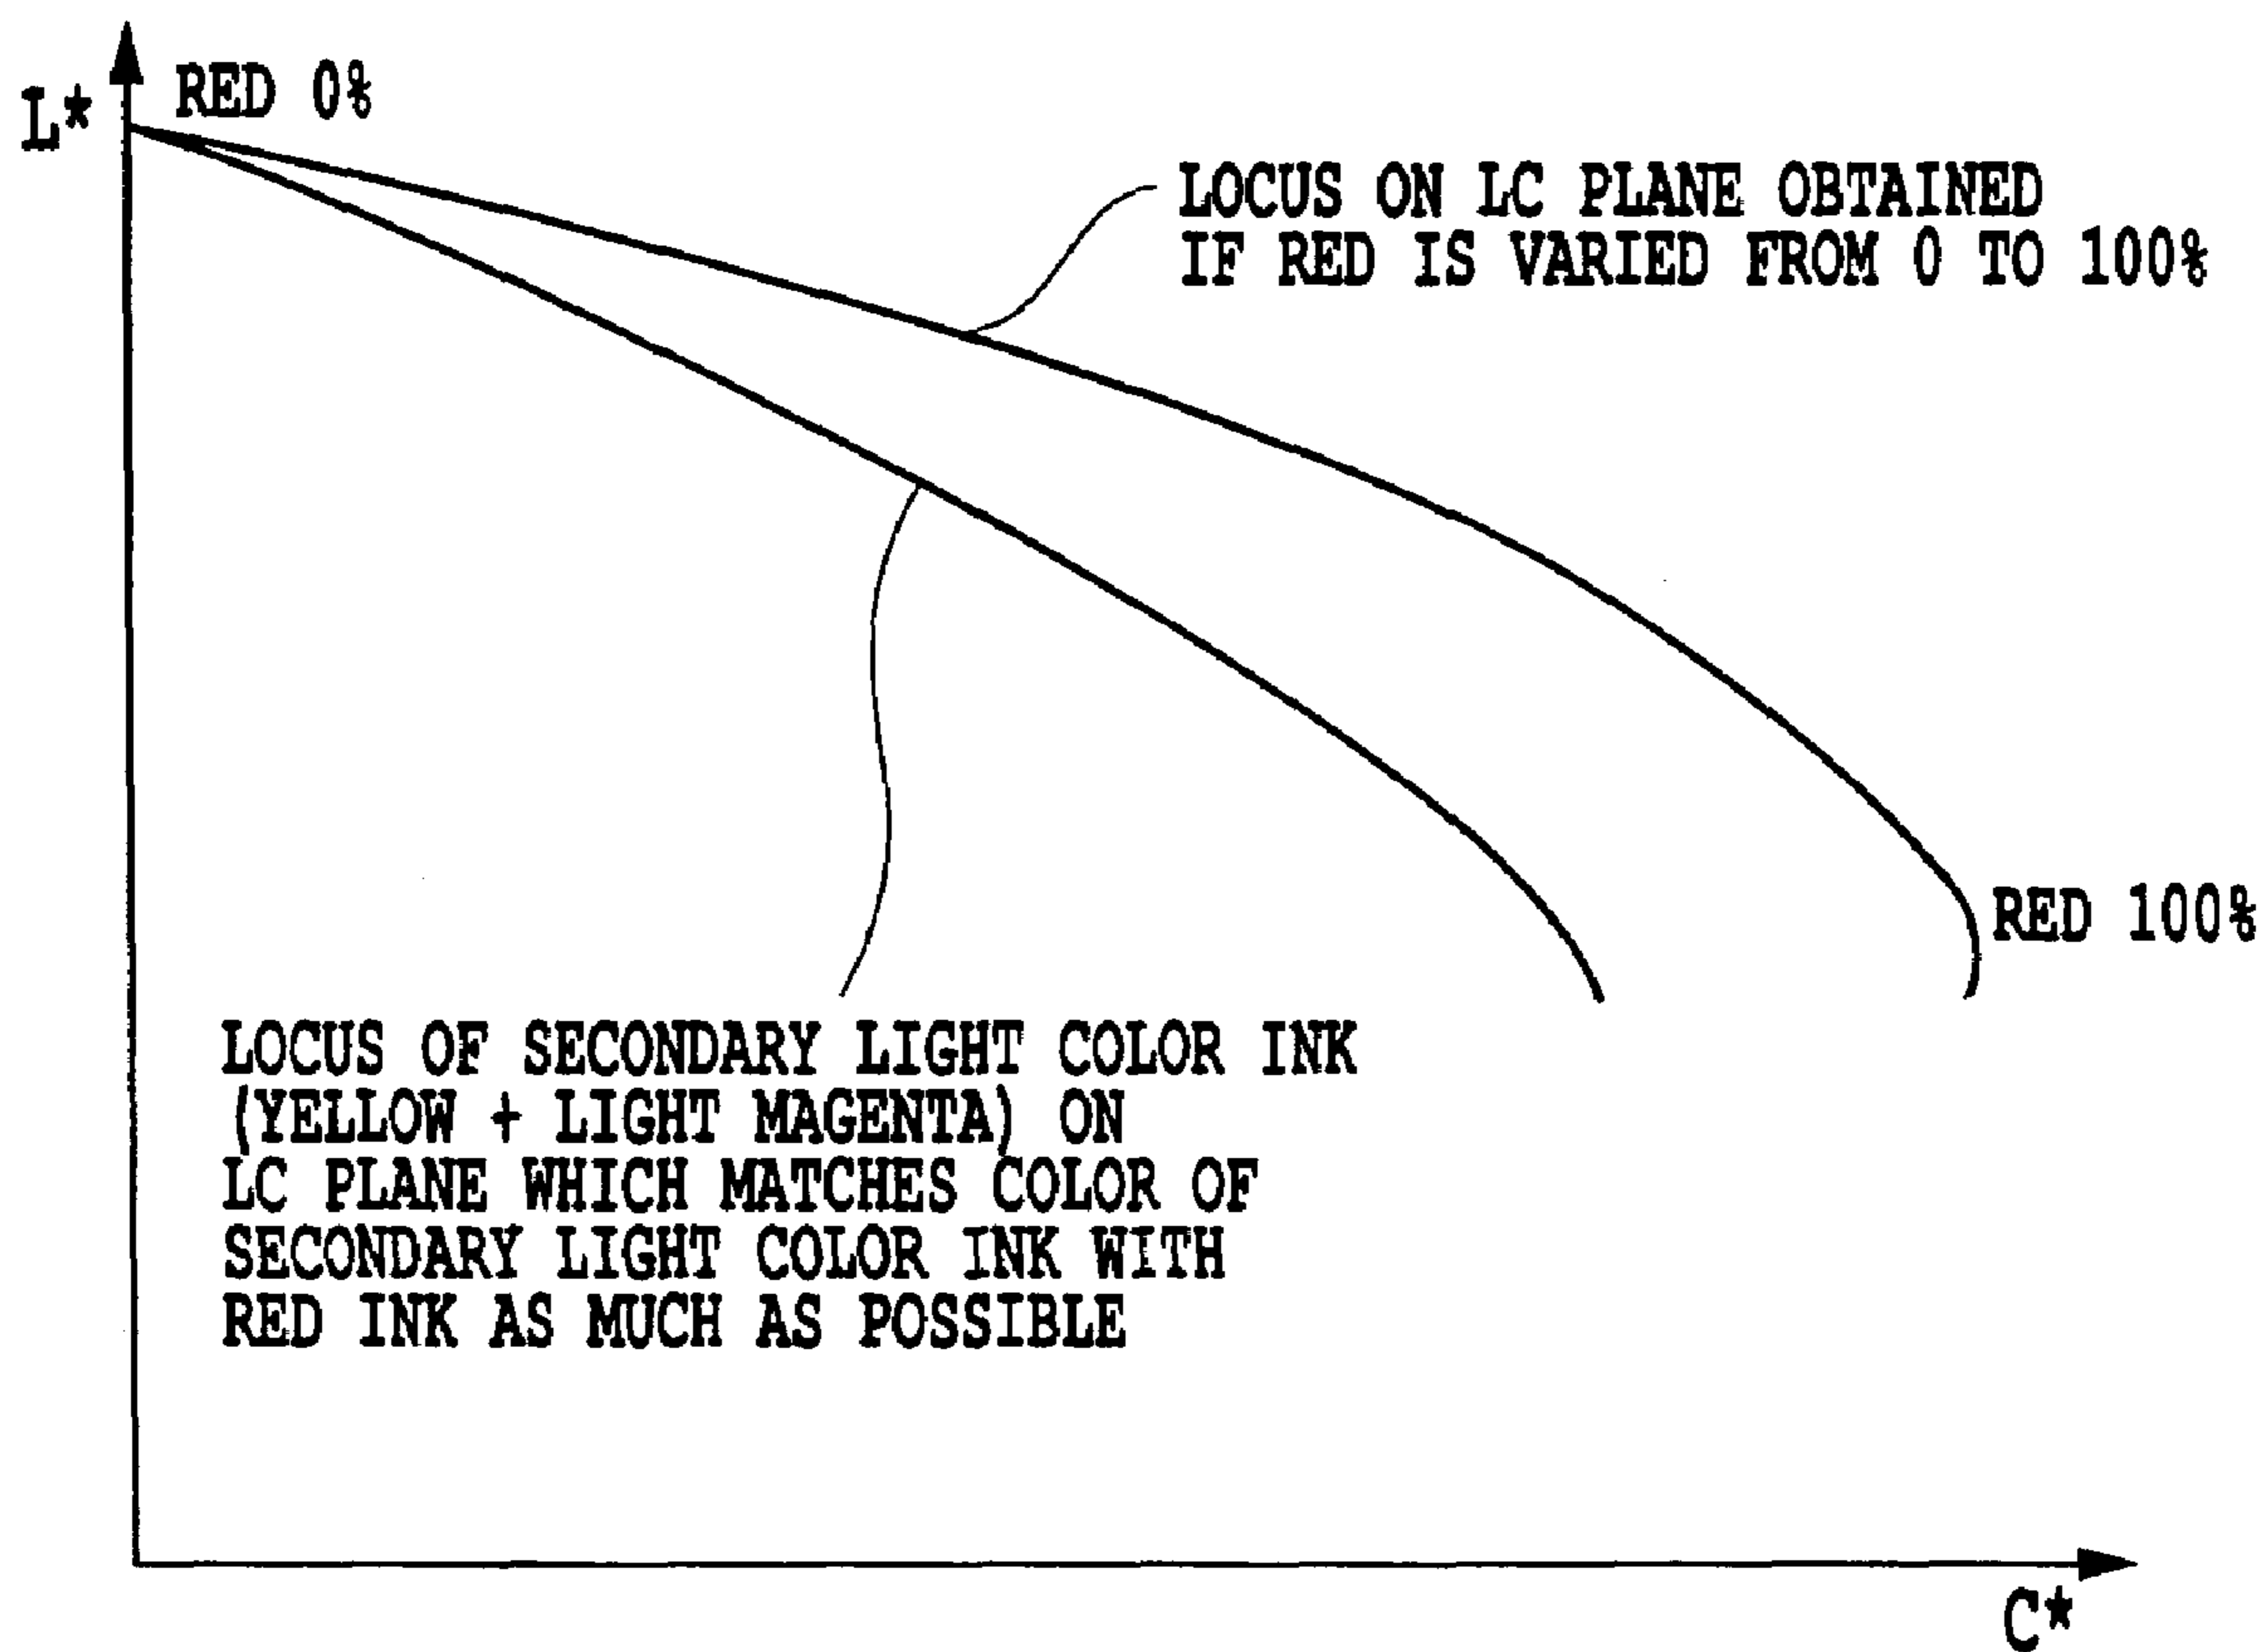 L*
RED 0%
LOCUS ON LC PLANE OBTAINED
IF RED IS VARIED FROM 0 TO 100%
RED 100%
LOCUS OF SECONDARY LIGHT COLOR INK
(YELLOW + LIGHT MAGENTA) ON
LC PLANE WHICH MATCHES COLOR OF
SECONDARY LIGHT COLOR INK WITH
RED INK AS MUCH AS POSSIBLE
C*